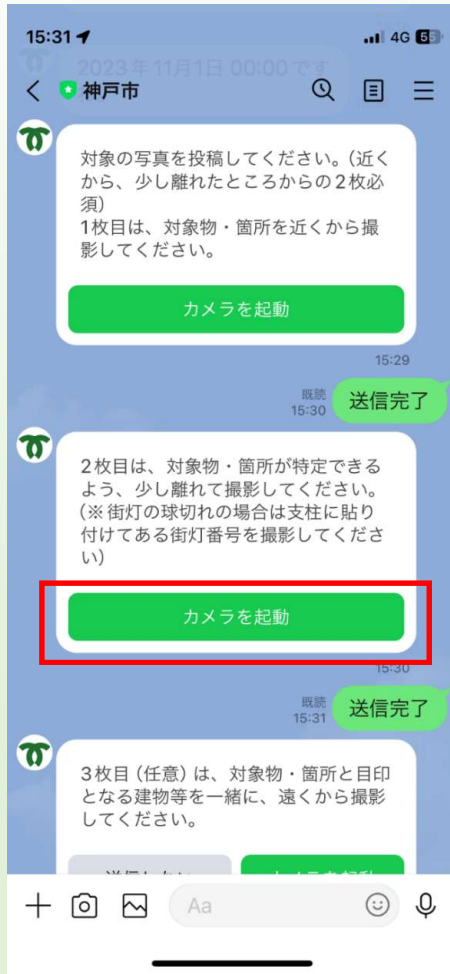 15:31
4G 55
2023年11月1日 00:00です
神戸市
対象の写真を投稿してください。（近く
から、少し離れたところからの２枚必
須）
1枚目は、対象物・箇所を近くから撮
影してください。
カメラを起動
15:29
既読
15:30
送信完了
2枚目は、対象物・箇所が特定できる
よう、少し離れて撮影してください。
（※街灯の球切れの場合は支柱に貼り
付けてある街灯番号を撮影してくださ
い）
カメラを起動
15:30
既読
15:31
送信完了
3枚目（任意）は、対象物・箇所と目印
となる建物等を一緒に、遠くから撮影
してください。
Aa